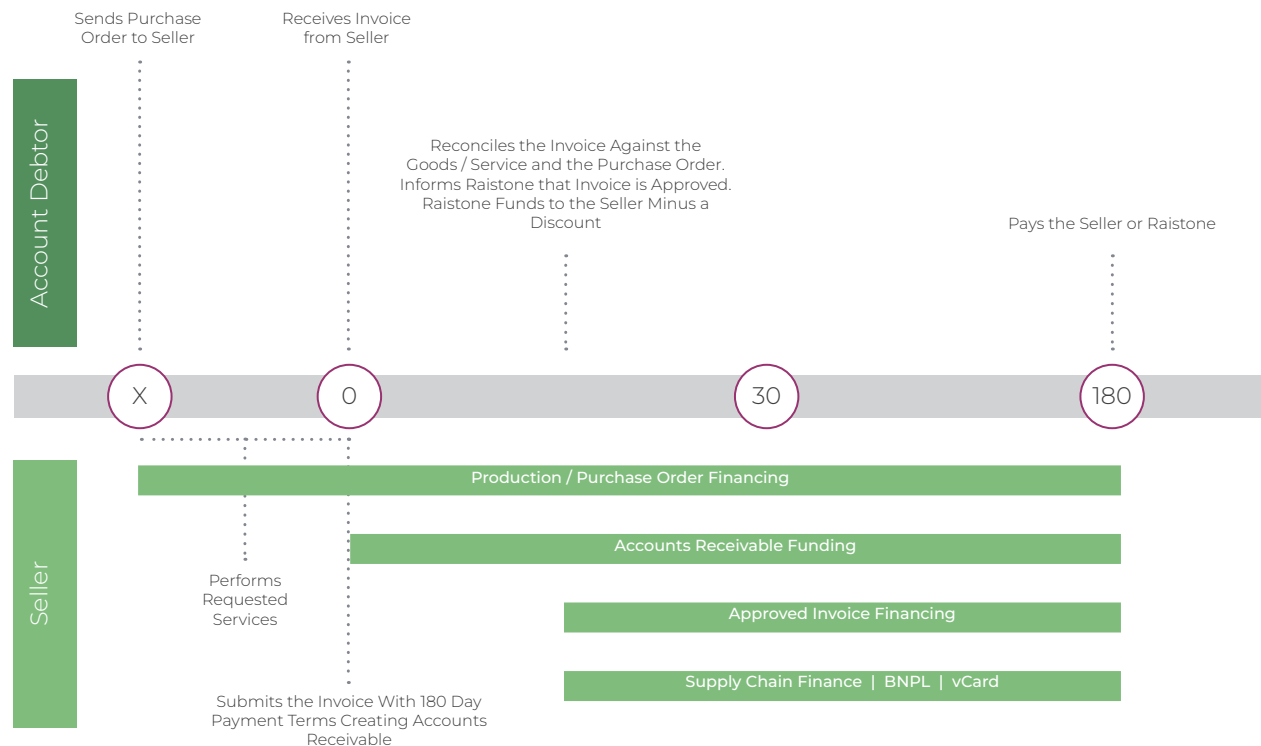 Sends Purchase
Order to Seller
Receives Invoice
from Seller
Account Debtor
Reconciles the Invoice Against the
Goods / Service and the Purchase Order.
Informs Raistone that Invoice is Approved.
Raistone Funds to the Seller Minus a
Discount
Pays the Seller or Raistone
X
0
30
180
Seller
Production / Purchase Order Financing
Accounts Receivable Funding
Performs
Requested
Services
Approved Invoice Financing
Supply Chain Finance | BNPL | vCard
Submits the Invoice With 180 Day
Payment Terms Creating Accounts
Receivable